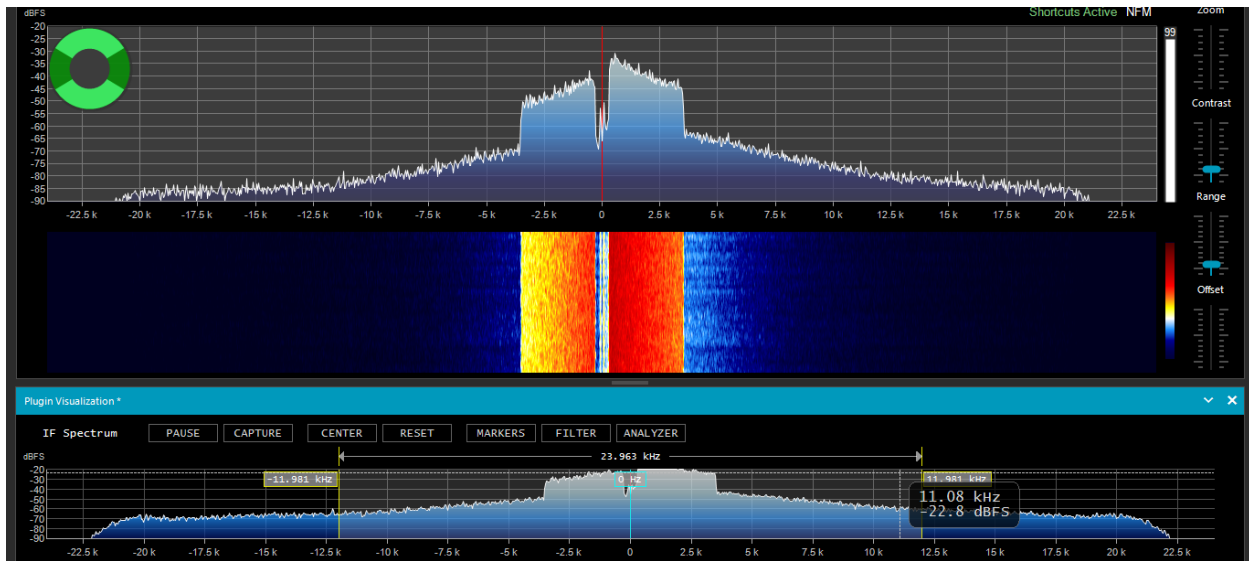 dBFS Shortcuts Active NFM Zoom
-20
-25
-30
-35
-40
-45
-50
-55
-60
-65
-70
-75
-80
-85
-90
99
-22.5 k -20 k -17.5 k -15 k -12.5 k -10 k -7.5 k -5 k -2.5 k 0 2.5 k 5 k 7.5 k 10 k 12.5 k 15 k 17.5 k 20 k 22.5 k
Contrast
Range
Offset
Plugin Visualization *
IF Spectrum PAUSE CAPTURE CENTER RESET MARKERS FILTER ANALYZER
dBFS 23.963 kHz
-20
-30
-40
-50
-60
-70
-80
-90
-11.981 kHz 0 Hz 11.981 kHz
11.08 kHz
-22.8 dBFS
-22.5 k -20 k -17.5 k -15 k -12.5 k -10 k -7.5 k -5 k -2.5 k 0 2.5 k 5 k 7.5 k 10 k 12.5 k 15 k 17.5 k 20 k 22.5 k